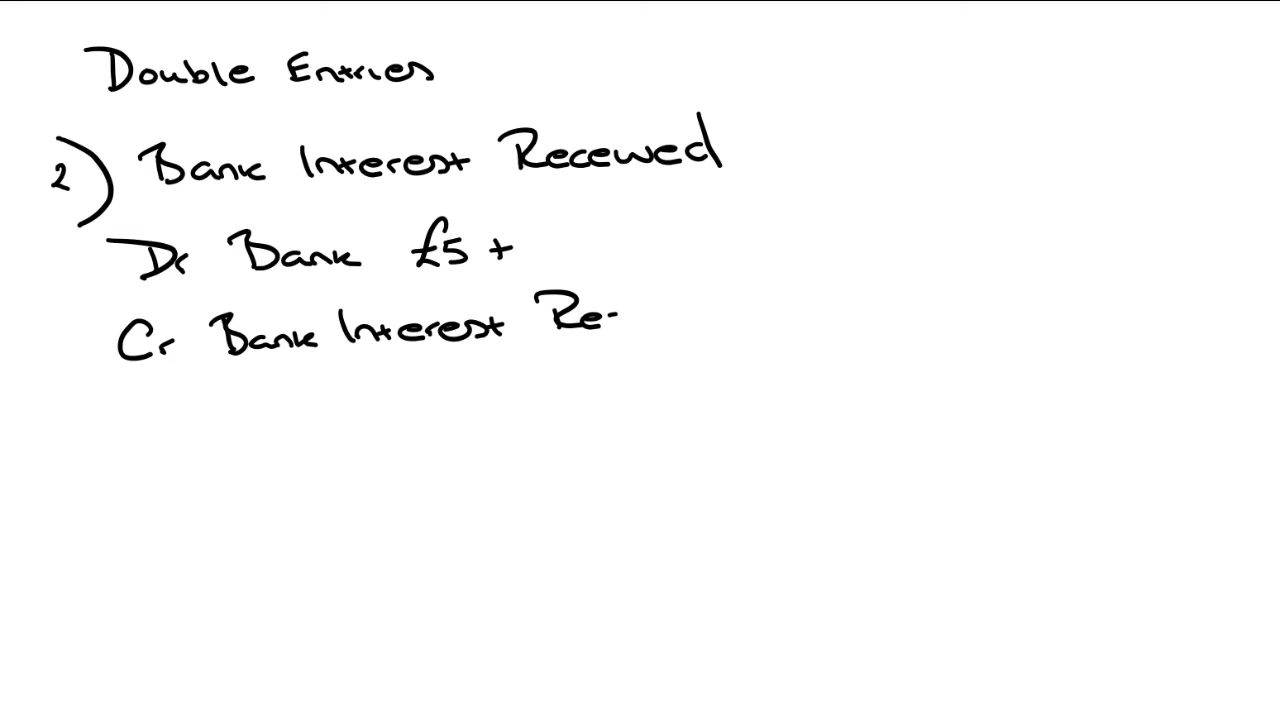 Double Entries
2) Bank Interest Received
Dr Bank £5 +
Cr Bank Interest Re-